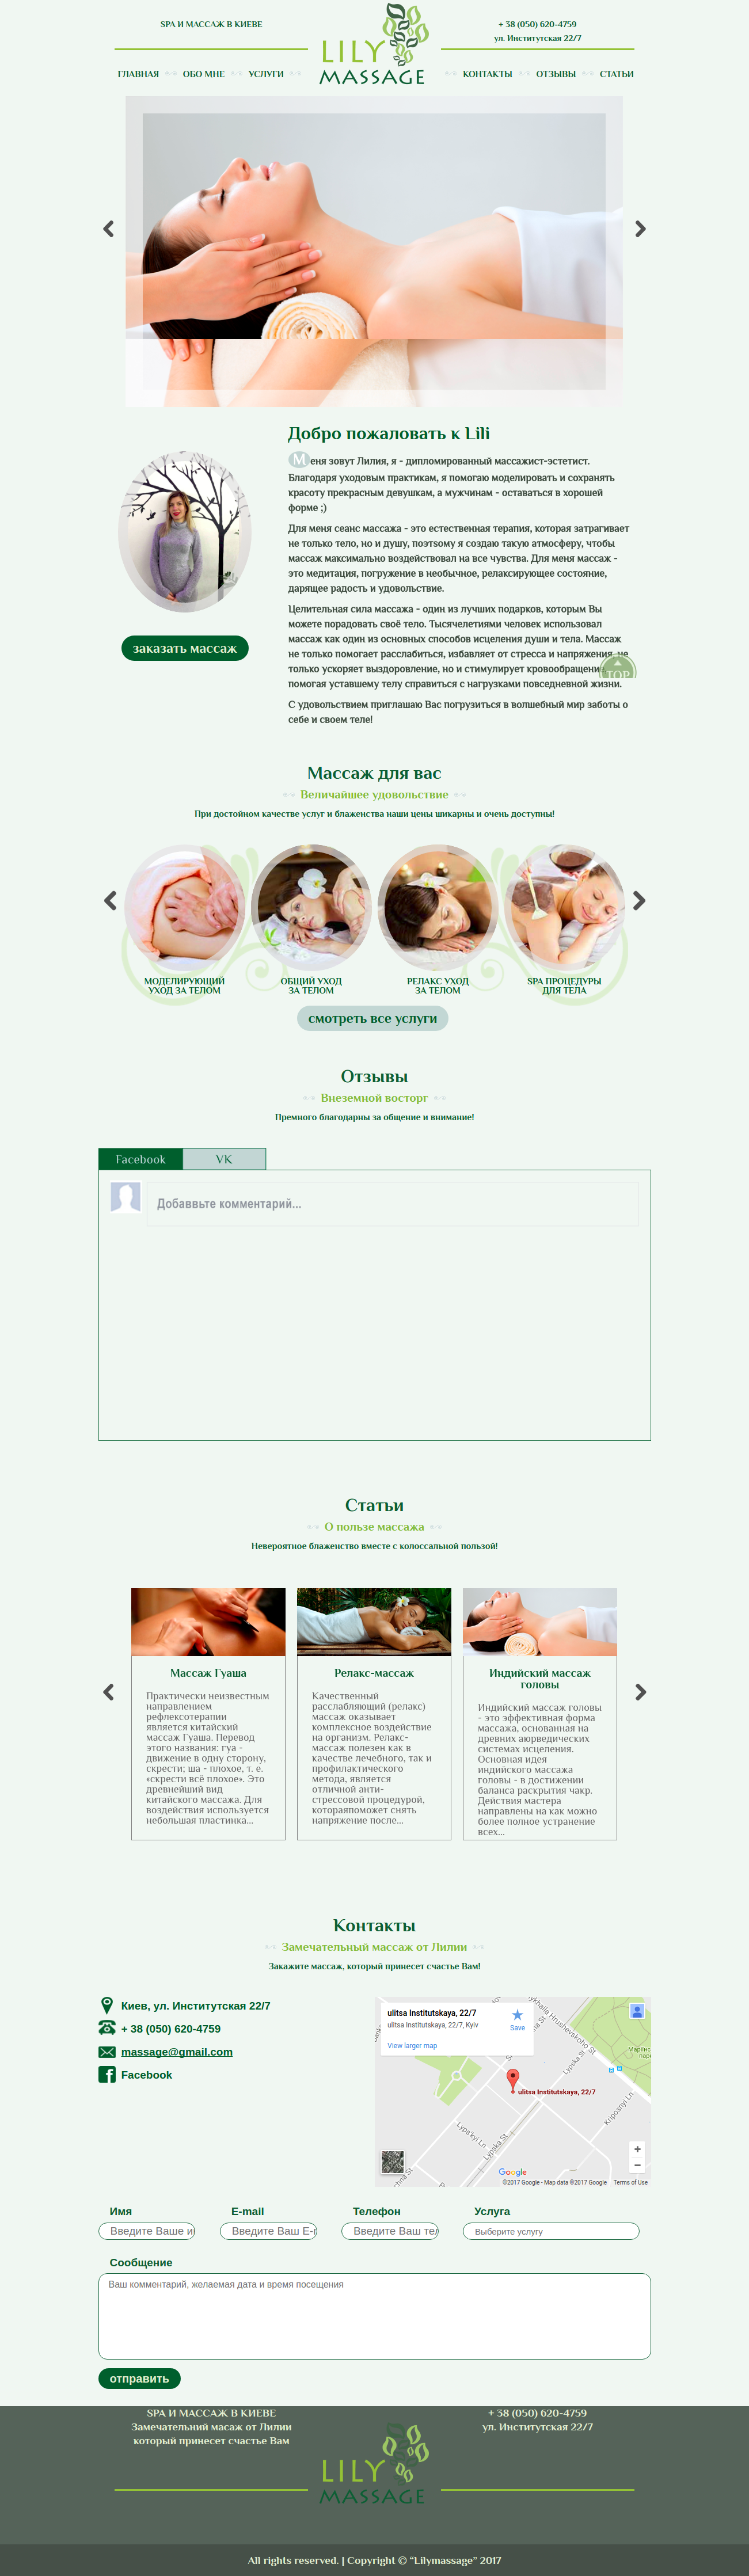 SPA И МАССАЖ В КИЕВЕ
+ 38 (050) 620-4759
ул. Институтская 22/7
LILY
MASSAGE
ГЛАВНАЯ ОБО МНЕ УСЛУГИ КОНТАКТЫ ОТЗЫВЫ СТАТЬИ
Добро пожаловать к Lili
Меня зовут Лилия, я - дипломированный массажист-эстетист.
Благодаря уходовым практикам, я помогаю моделировать и сохранять
красоту прекрасным девушкам, а мужчинам - оставаться в хорошей
форме ;)
Для меня сеанс массажа - это естественная терапия, которая затрагивает
не только тело, но и душу, поэтsому я создаю такую атмосферу, чтобы
массаж максимально воздействовал на все чувства. Для меня массаж -
это медитация, погружение в необычное, релаксирующее состояние,
дарящее радость и удовольствие.
Целительная сила массажа - один из лучших подарков, которым Вы
можете порадовать своё тело. Тысячелетиями человек использовал
массаж как один из основных способов исцеления души и тела. Массаж
не только помогает расслабиться, избавляет от стресса и напряжения, не
только ускоряет выздоровление, но и стимулирует
помогая уставшему телу справиться с нагрузками повседневной жизни.
С удовольствием приглашаю Вас погрузиться в волшебный мир заботы о
себе и своем теле!
заказать массаж
TOP
Массаж для вас
Величайшее удовольствие
При достойном качестве услуг и блаженства наши цены шикарны и очень доступны!
МОДЕЛИРУЮЩИЙ
УХОД ЗА ТЕЛОМ
ОБЩИЙ УХОД
ЗА ТЕЛОМ
РЕЛАКС УХОД
ЗА ТЕЛОМ
SPA ПРОЦЕДУРЫ
ДЛЯ ТЕЛА
смотреть все услуги
Отзывы
Внеземной восторг
Премного благодарны за общение и внимание!
Facebook VK
Добаввьте комментарий...
Статьи
О пользе массажа
Невероятное блаженство вместе с колоссальной пользой!
Массаж Гуаша
Практически неизвестным
направлением
рефлексотерапии
является китайский
массаж Гуаша. Перевод
этого названия: гуа -
движение в одну сторону,
скрести; ша - плохое, т. е.
«скрести всё плохое». Это
древнейший вид
китайского массажа. Для
воздействия используется
небольшая пластинка...
Релакс-массаж
Качественный
расслабляющий (релакс)
массаж оказывает
комплексное воздействие
на организм. Релакс-
массаж полезен как в
качестве лечебного, так и
профилактического
метода, является
отличной анти-
стрессовой процедурой,
котораяпоможет снять
напряжение после...
Индийский массаж
головы
Индийский массаж головы
- это эффективная форма
массажа, основанная на
древних аюрведических
системах исцеления.
Основная идея
индийского массажа
головы - в достижении
баланса раскрытия чакр.
Действия мастера
направлены на как можно
более полное устранение
всех...
Контакты
Замечательный массаж от Лилии
Закажите массаж, который принесет счастье Вам!
Киев, ул. Институтская 22/7
+ 38 (050) 620-4759
massage@gmail.com
Facebook
ulitsa Institutskaya, 22/7
ulitsa Institutskaya, 22/7, Kyiv
Save
View larger map
Mykhaila Hrushevskoho St
ulitsa Institutskaya, 22/7
Lyps'kyi Ln
Lypska St
Kriposnyi Ln
Google
©2017 Google - Map data ©2017 Google Terms of Use
Имя E-mail Телефон Услуга
Введите Ваше и Введите Ваш E- Введите Ваш те Выберите услугу
Сообщение
Ваш комментарий, желаемая дата и время посещения
отправить
SPA И МАССАЖ В КИЕВЕ
Замечательний масаж от Лилии
который принесет счастье Вам
+ 38 (050) 620-4759
ул. Институтская 22/7
LILY
MASSAGE
All rights reserved. | Copyright © “Lilymassage” 2017